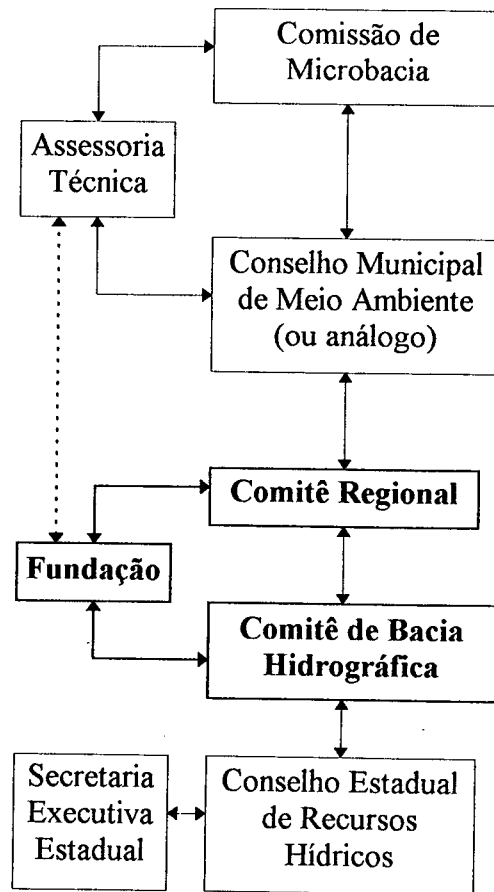 Comissão de
Microbacia
Assessoria
Técnica
Conselho Municipal
de Meio Ambiente
(ou análogo)
Comitê Regional
Fundação
Comitê de Bacia
Hidrográfica
Secretaria
Executiva
Estadual
Conselho Estadual
de Recursos
Hídricos